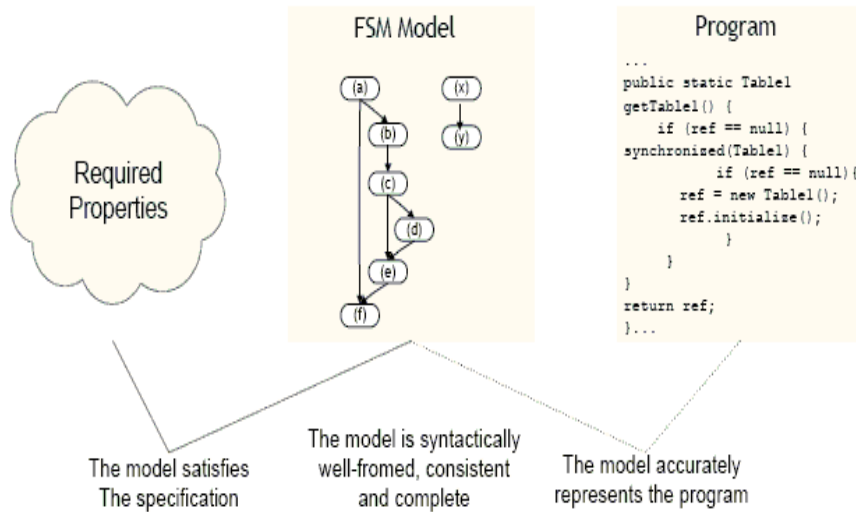 Required
Properties
FSM Model
(a)
(x)
(b)
(y)
(c)
(d)
(e)
(f)
Program
...
public static Table1
getTable1() {
if (ref == null) {
synchronized(Table1) {
if (ref == null){
ref = new Table1();
ref.initialize();
}
}
}
return ref;
}...
The model satisfies
The specification
The model is syntactically
well-fromed, consistent
and complete
The model accurately
represents the program